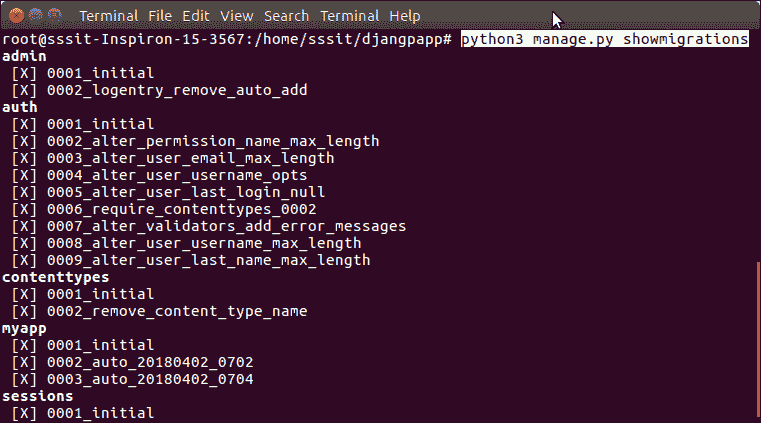 Terminal File Edit View Search Terminal Help
root@sssit-Inspiron-15-3567:/home/sssit/djangpapp# python3 manage.py showmigrations
admin
[X] 0001_initial
[X] 0002_logentry_remove_auto_add
auth
[X] 0001_initial
[X] 0002_alter_permission_name_max_length
[X] 0003_alter_user_email_max_length
[X] 0004_alter_user_username_opts
[X] 0005_alter_user_last_login_null
[X] 0006_require_contenttypes_0002
[X] 0007_alter_validators_add_error_messages
[X] 0008_alter_user_username_max_length
[X] 0009_alter_user_last_name_max_length
contenttypes
[X] 0001_initial
[X] 0002_remove_content_type_name
myapp
[X] 0001_initial
[X] 0002_auto_20180402_0702
[X] 0003_auto_20180402_0704
sessions
[X] 0001_initial